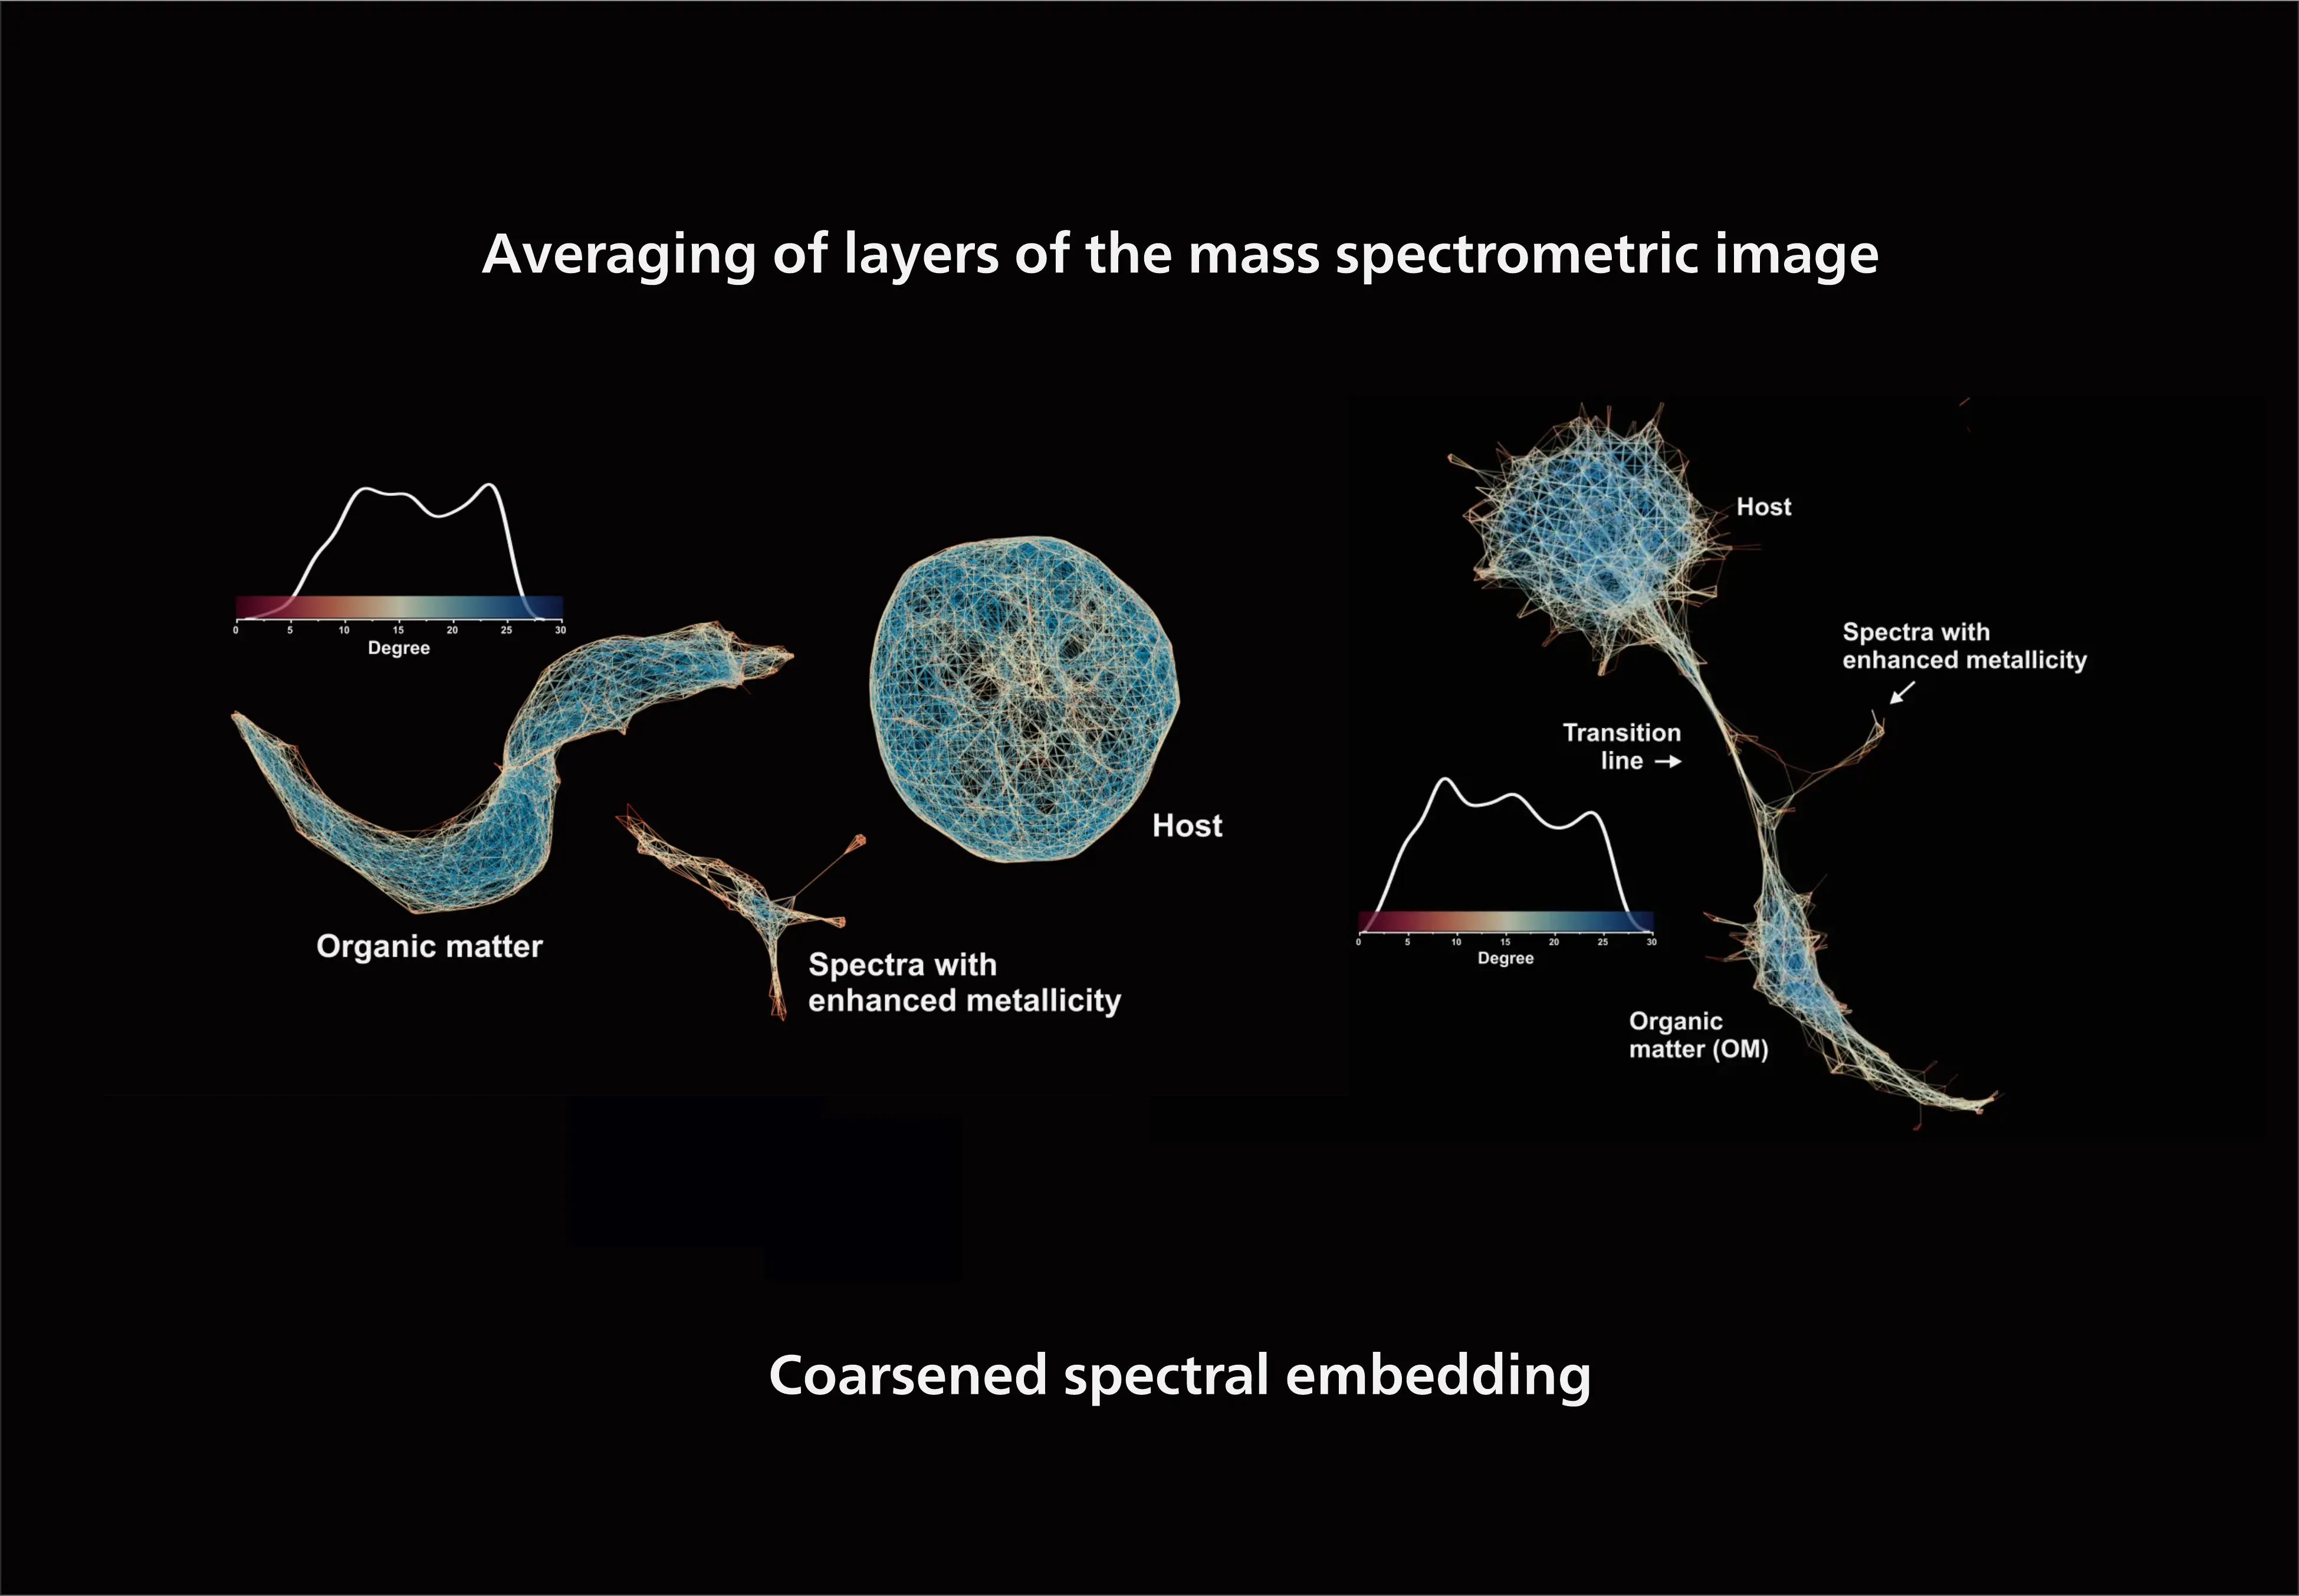 Averaging of layers of the mass spectrometric image
0 5 10 15 20 25 30
Degree
Organic matter
Spectra with
enhanced metallicity
Host
Host
Spectra with
enhanced metallicity
Transition
line →
0 5 10 15 20 25 30
Degree
Organic
matter (OM)
Coarsened spectral embedding